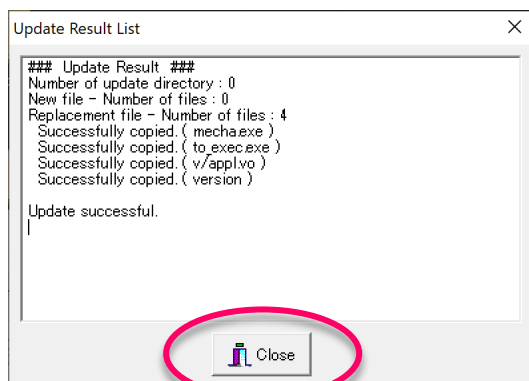 Update Result List
### Update Result ###
Number of update directory : 0
New file - Number of files : 0
Replacement file - Number of files : 4
Successfully copied. ( mecha.exe )
Successfully copied. ( to_exec.exe )
Successfully copied. ( v/appl.vo )
Successfully copied. ( version )
Update successful.
Close